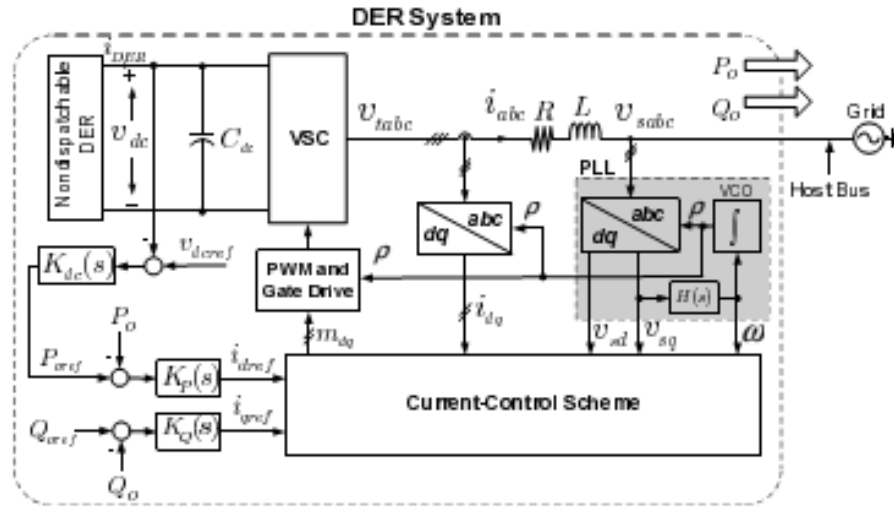 DER System
i_DER
+
v_dc
−
Nondispatchable
DER
C_dc
VSC
v_tabc
i_abc
R
L
v_sabc
P_o
Q_o
Grid
Host Bus
PLL
VCO
abc
dq
ρ
abc
dq
ρ
∫
H(s)
-
v_dcref
K_dc(s)
PWM and
Gate Drive
ρ
i_dq
v_sd
v_sq
ω
m_dq
P_o
-
P_oref
K_P(s)
i_dref
Current-Control Scheme
Q_oref
K_Q(s)
i_qref
-
Q_o